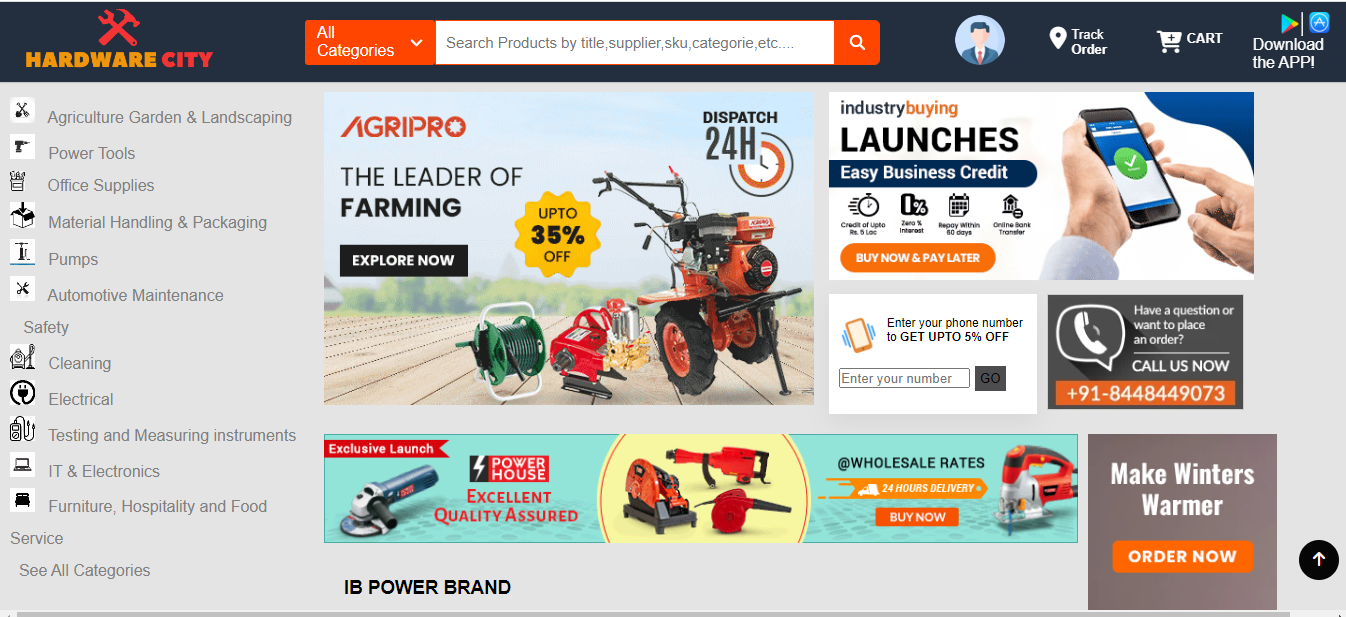 HARDWARE CITY
All
Categories
Search Products by title,supplier,sku,categorie,etc....
Track
Order
CART
Download
the APP!
Agriculture Garden & Landscaping
Power Tools
Office Supplies
Material Handling & Packaging
Pumps
Automotive Maintenance
Safety
Cleaning
Electrical
Testing and Measuring instruments
IT & Electronics
Furniture, Hospitality and Food
Service
See All Categories
AGRIPRO
DISPATCH
24H
THE LEADER OF
FARMING
UPTO
35%
OFF
EXPLORE NOW
industrybuying
LAUNCHES
Easy Business Credit
Credit of Upto
Rs. 5 Lac
Zero %
Interest
Repay Within
60 days
Online Bank
Transfer
BUY NOW & PAY LATER
Enter your phone number
to GET UPTO 5% OFF
Enter your number
GO
Have a question or
want to place
an order?
CALL US NOW
+91-8448449073
Exclusive Launch
POWER
HOUSE
EXCELLENT
QUALITY ASSURED
@WHOLESALE RATES
24 HOURS DELIVERY
BUY NOW
Make Winters
Warmer
ORDER NOW
IB POWER BRAND